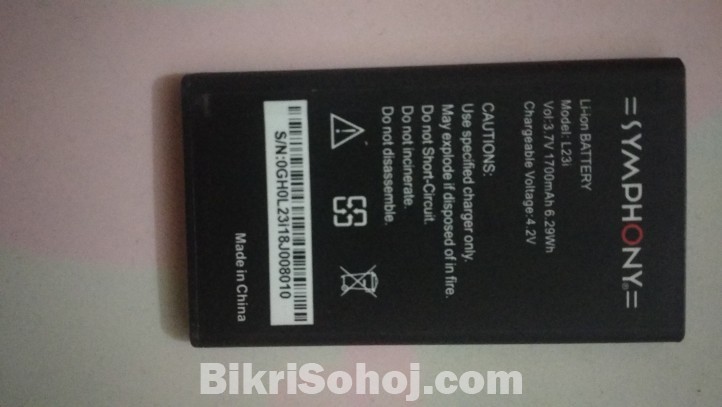 =SYMPHONY®=
Li-ion BATTERY
Model: L23i
Vol:3.7V 1700mAh 6.29Wh
Chargeable Voltage:4.2V
CAUTIONS:
Use specified charger only.
May explode if disposed of in fire.
Do not Short-Circuit.
Do not incinerate.
Do not disassemble.
S/N:0GH0L23I18J008010
Made in China
BikriSohoj.com